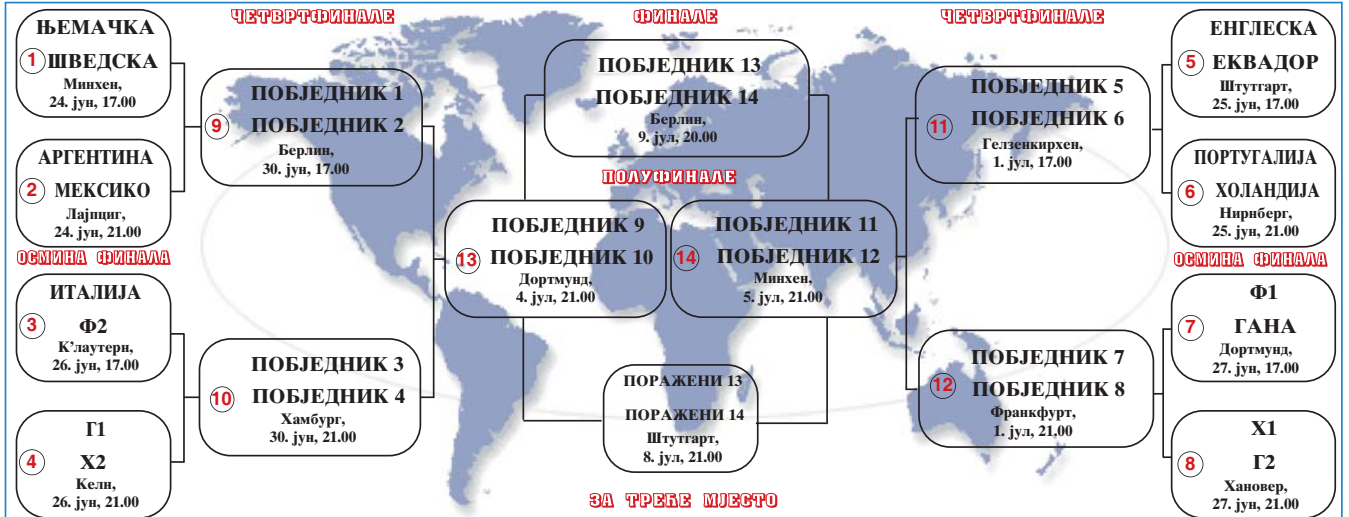 ЧЕТВРТФИНАЛЕ
ФИНАЛЕ
ЧЕТВРТФИНАЛЕ
ЊЕМАЧКА
1
ШВЕДСКА
Минхен,
24. јун, 17.00
АРГЕНТИНА
2
МЕКСИКО
Лајпциг,
24. јун, 21.00
ОСМИНА ФИНАЛА
ИТАЛИЈА
3
Ф2
К’лаутерн,
26. јун, 17.00
Г1
4
Х2
Келн,
26. јун, 21.00
ПОБЈЕДНИК 1
9
ПОБЈЕДНИК 2
Берлин,
30. јун, 17.00
ПОБЈЕДНИК 3
10
ПОБЈЕДНИК 4
Хамбург,
30. јун, 21.00
ПОБЈЕДНИК 13
ПОБЈЕДНИК 14
Берлин,
9. јул, 20.00
ПОЛУФИНАЛЕ
ПОБЈЕДНИК 9
13
ПОБЈЕДНИК 10
Дортмунд,
4. јул, 21.00
ПОБЈЕДНИК 11
14
ПОБЈЕДНИК 12
Минхен,
5. јул, 21.00
ПОРАЖЕНИ 13
ПОРАЖЕНИ 14
Штутгарт,
8. јул, 21.00
ЗА ТРЕЋЕ МЈЕСТО
ПОБЈЕДНИК 5
11
ПОБЈЕДНИК 6
Гелзенкирхен,
1. јул, 17.00
ПОБЈЕДНИК 7
12
ПОБЈЕДНИК 8
Франкфурт,
1. јул, 21.00
ЕНГЛЕСКА
5
ЕКВАДОР
Штутгарт,
25. јун, 17.00
ПОРТУГАЛИЈА
6
ХОЛАНДИЈА
Нирнберг,
25. јун, 21.00
ОСМИНА ФИНАЛА
Ф1
7
ГАНА
Дортмунд,
27. јун, 17.00
Х1
8
Г2
Хановер,
27. јун, 21.00